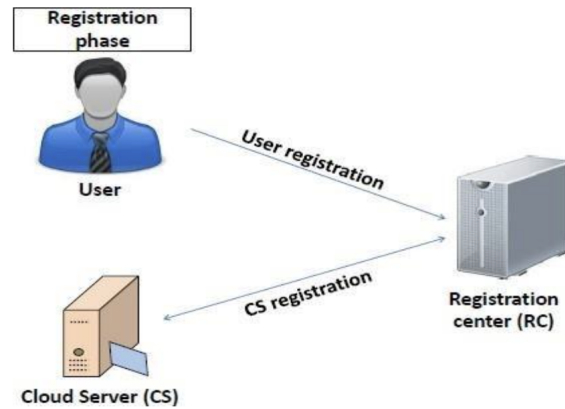 Registration
phase
User
User registration
CS registration
Registration
center (RC)
Cloud Server (CS)